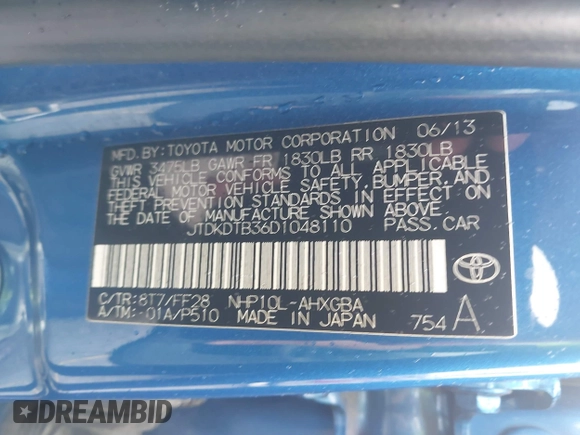 MFD. BY: TOYOTA MOTOR CORPORATION 06/13
GVWR 3475LB GAWR FR 1830LB RR 1830LB
THIS VEHICLE CONFORMS TO ALL APPLICABLE
FEDERAL MOTOR VEHICLE SAFETY, BUMPER, AND
THEFT PREVENTION STANDARDS IN EFFECT ON
THE DATE OF MANUFACTURE SHOWN ABOVE.
JTDKDTB36D1048110 PASS. CAR
C/TR: 8T7/FF28 NHP10L-AHXGBA
A/TM: -01A/P510 MADE IN JAPAN 754 A
DREAMBID